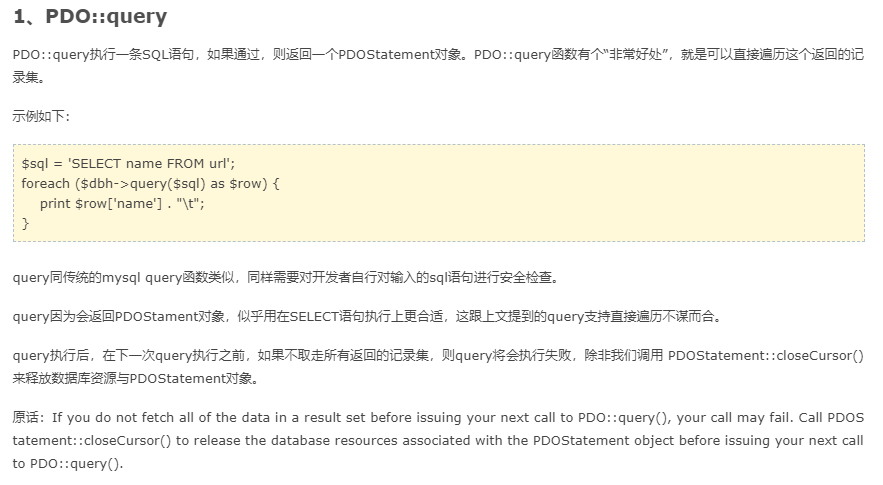 1、PDO::query
PDO::query执行一条SQL语句，如果通过，则返回一个PDOStatement对象。PDO::query函数有个“非常好处”，就是可以直接遍历这个返回的记
录集。
示例如下：
$sql = 'SELECT name FROM url';
foreach ($dbh->query($sql) as $row) {
    print $row['name'] . "\t";
}
query同传统的mysql query函数类似，同样需要对开发者自行对输入的sql语句进行安全检查。
query因为会返回PDOStament对象，似乎用在SELECT语句执行上更合适，这跟上文提到的query支持直接遍历不谋而合。
query执行后，在下一次query执行之前，如果不取走所有返回的记录集，则query将会执行失败，除非我们调用 PDOStatement::closeCursor()
来释放数据库资源与PDOStatement对象。
原话：If you do not fetch all of the data in a result set before issuing your next call to PDO::query(), your call may fail. Call PDOS
tatement::closeCursor() to release the database resources associated with the PDOStatement object before issuing your next call
to PDO::query().